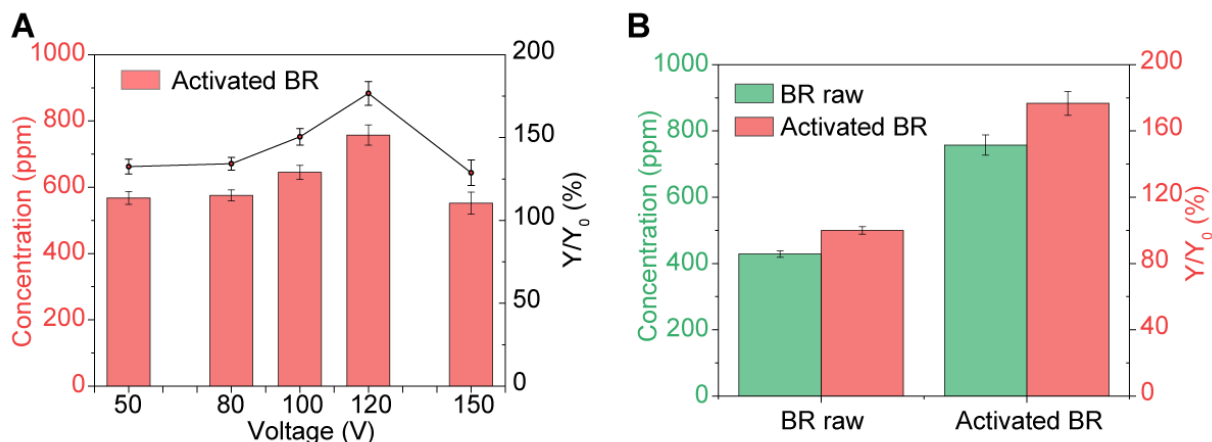 A
Concentration (ppm)
1000
800
600
400
200
0
Activated BR
200
150
100
50
0
Y/Y₀ (%)
50 80 100 120 150
Voltage (V)
B
Concentration (ppm)
1000
800
600
400
200
0
BR raw
Activated BR
200
160
120
80
40
0
Y/Y₀ (%)
BR raw Activated BR